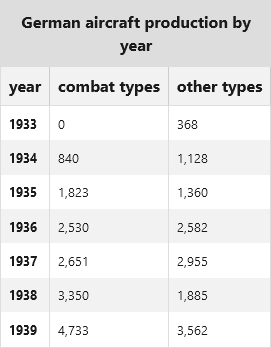 German aircraft production by
year
year combat types other types
1933 0 368
1934 840 1,128
1935 1,823 1,360
1936 2,530 2,582
1937 2,651 2,955
1938 3,350 1,885
1939 4,733 3,562